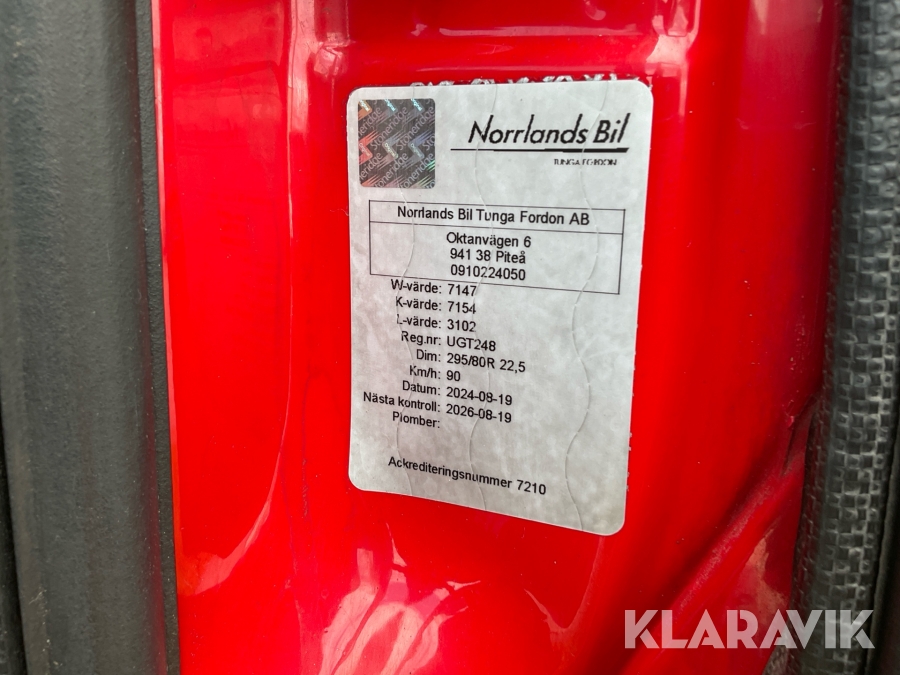 Stoneridge
Norrlands Bil
TUNGA FORDON
Norrlands Bil Tunga Fordon AB
Oktanvägen 6
941 38 Piteå
0910224050
W-värde: 7147
K-värde: 7154
L-värde: 3102
Reg.nr: UGT248
Dim: 295/80R 22,5
Km/h: 90
Datum: 2024-08-19
Nästa kontroll: 2026-08-19
Plomber:
Ackrediteringsnummer 7210
KLARAVIK